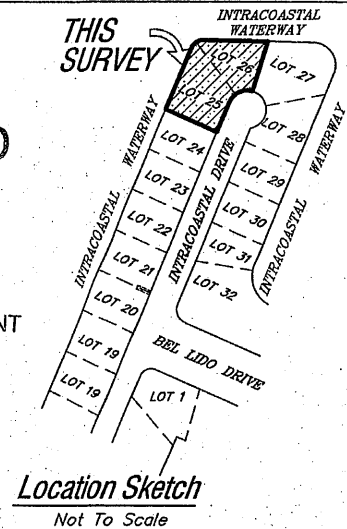 INTRACOASTAL
WATERWAY
THIS
SURVEY
LOT 26
LOT 27
LOT 25
LOT 24
LOT 28
LOT 23
LOT 29
LOT 22
LOT 30
LOT 21
LOT 31
LOT 20
LOT 32
LOT 19
LOT 19
INTRACOASTAL WATERWAY
INTRACOASTAL DRIVE
INTRACOASTAL WATERWAY
NT
BEL LIDO DRIVE
LOT 1
Location Sketch
Not To Scale